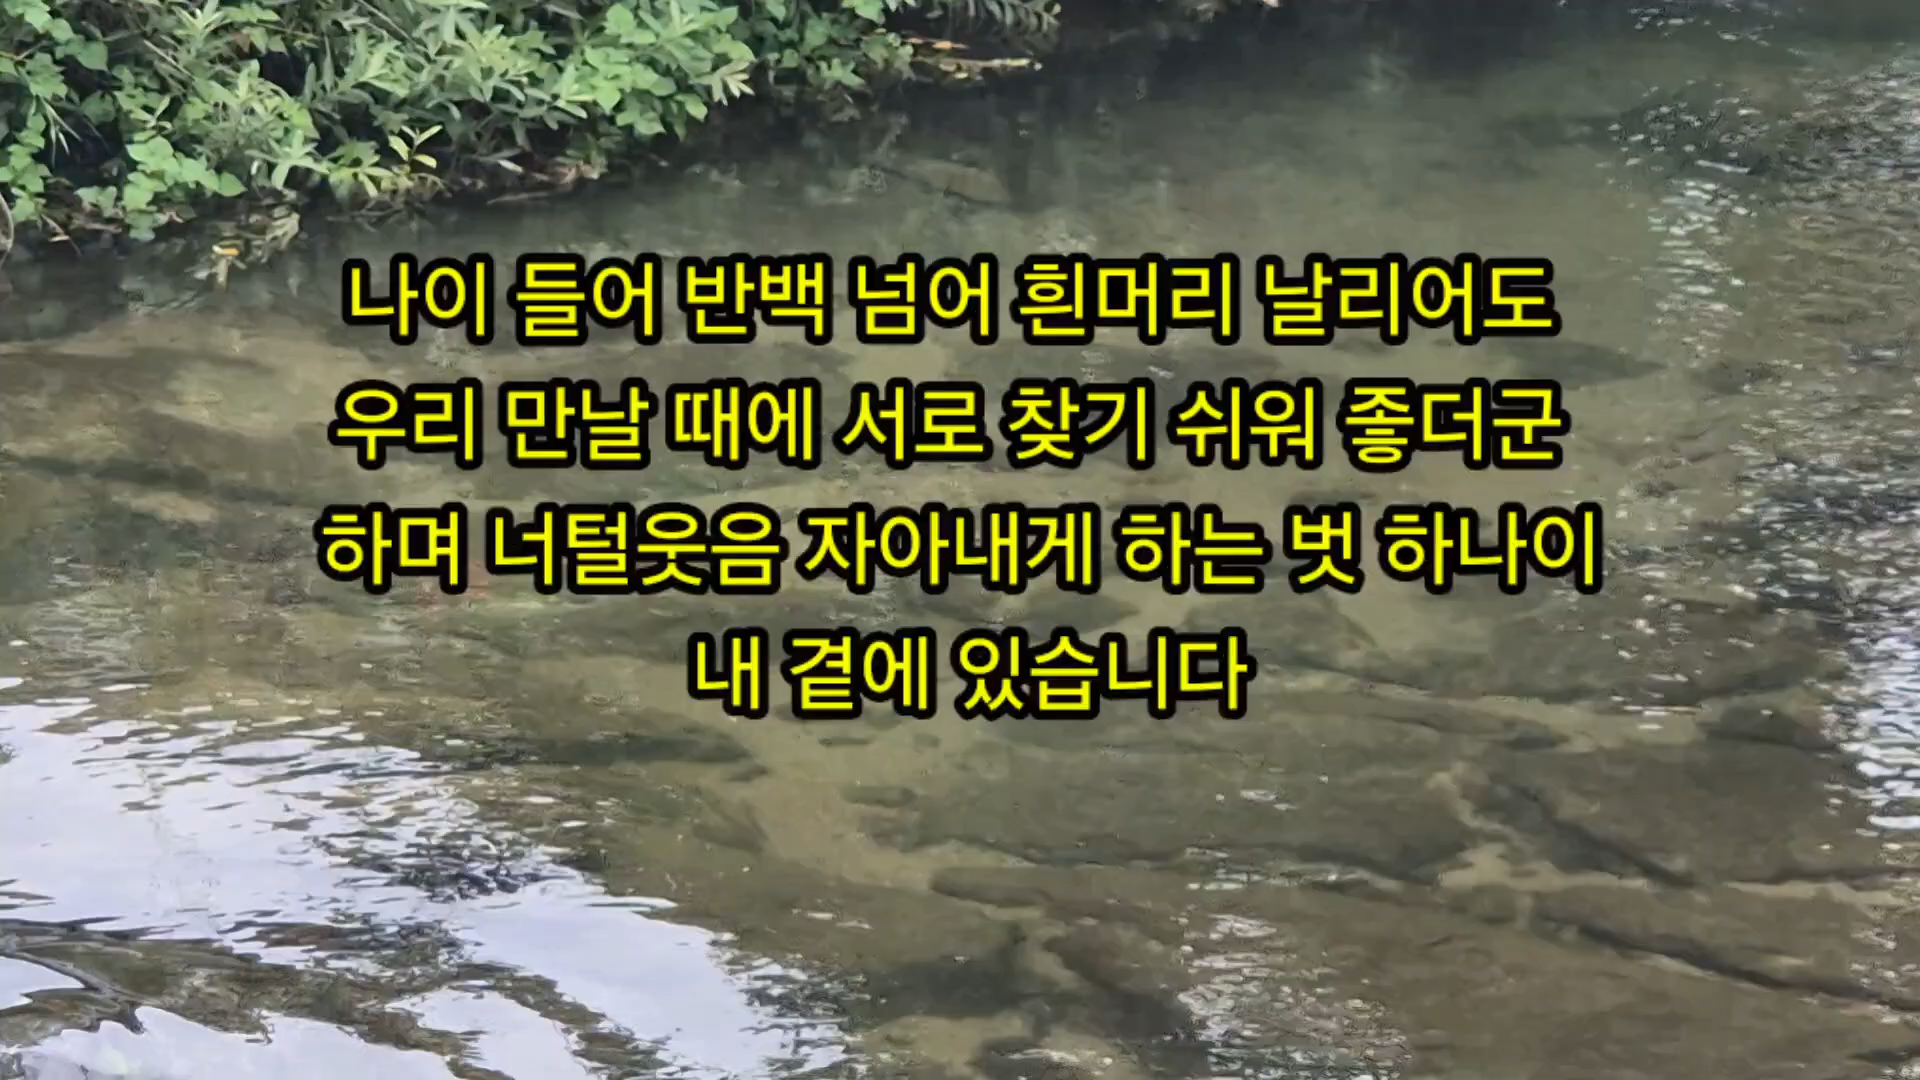 나이 들어 반백 넘어 흰머리 날리어도
우리 만날 때에 서로 찾기 쉬워 좋더군
하며 너털웃음 자아내게 하는 벗 하나이
내 곁에 있습니다